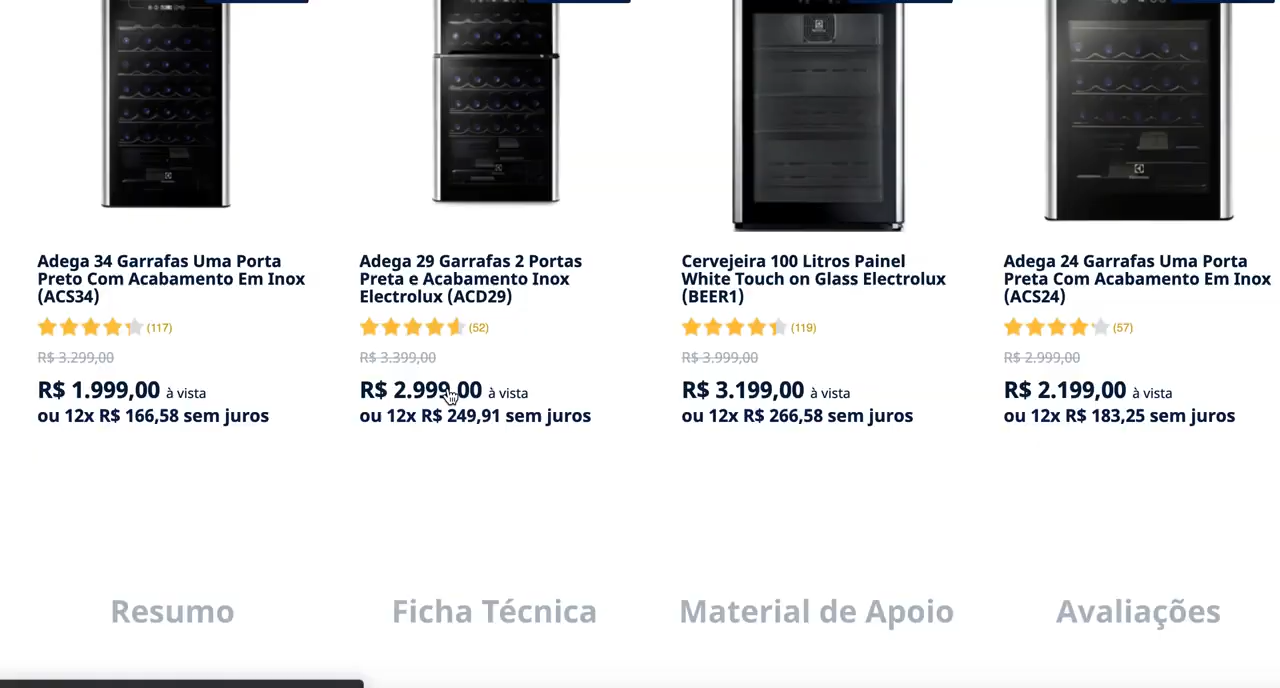 Adega 34 Garrafas Uma Porta
Preto Com Acabamento Em Inox
(ACS34)
(117)
R$ 3.299,00
R$ 1.999,00 à vista
ou 12x R$ 166,58 sem juros
Adega 29 Garrafas 2 Portas
Preta e Acabamento Inox
Electrolux (ACD29)
(52)
R$ 3.399,00
R$ 2.999,00 à vista
ou 12x R$ 249,91 sem juros
Cervejeira 100 Litros Painel
White Touch on Glass Electrolux
(BEER1)
(119)
R$ 3.999,00
R$ 3.199,00 à vista
ou 12x R$ 266,58 sem juros
Adega 24 Garrafas Uma Porta
Preta Com Acabamento Em Inox
(ACS24)
(57)
R$ 2.999,00
R$ 2.199,00 à vista
ou 12x R$ 183,25 sem juros
Resumo
Ficha Técnica
Material de Apoio
Avaliações